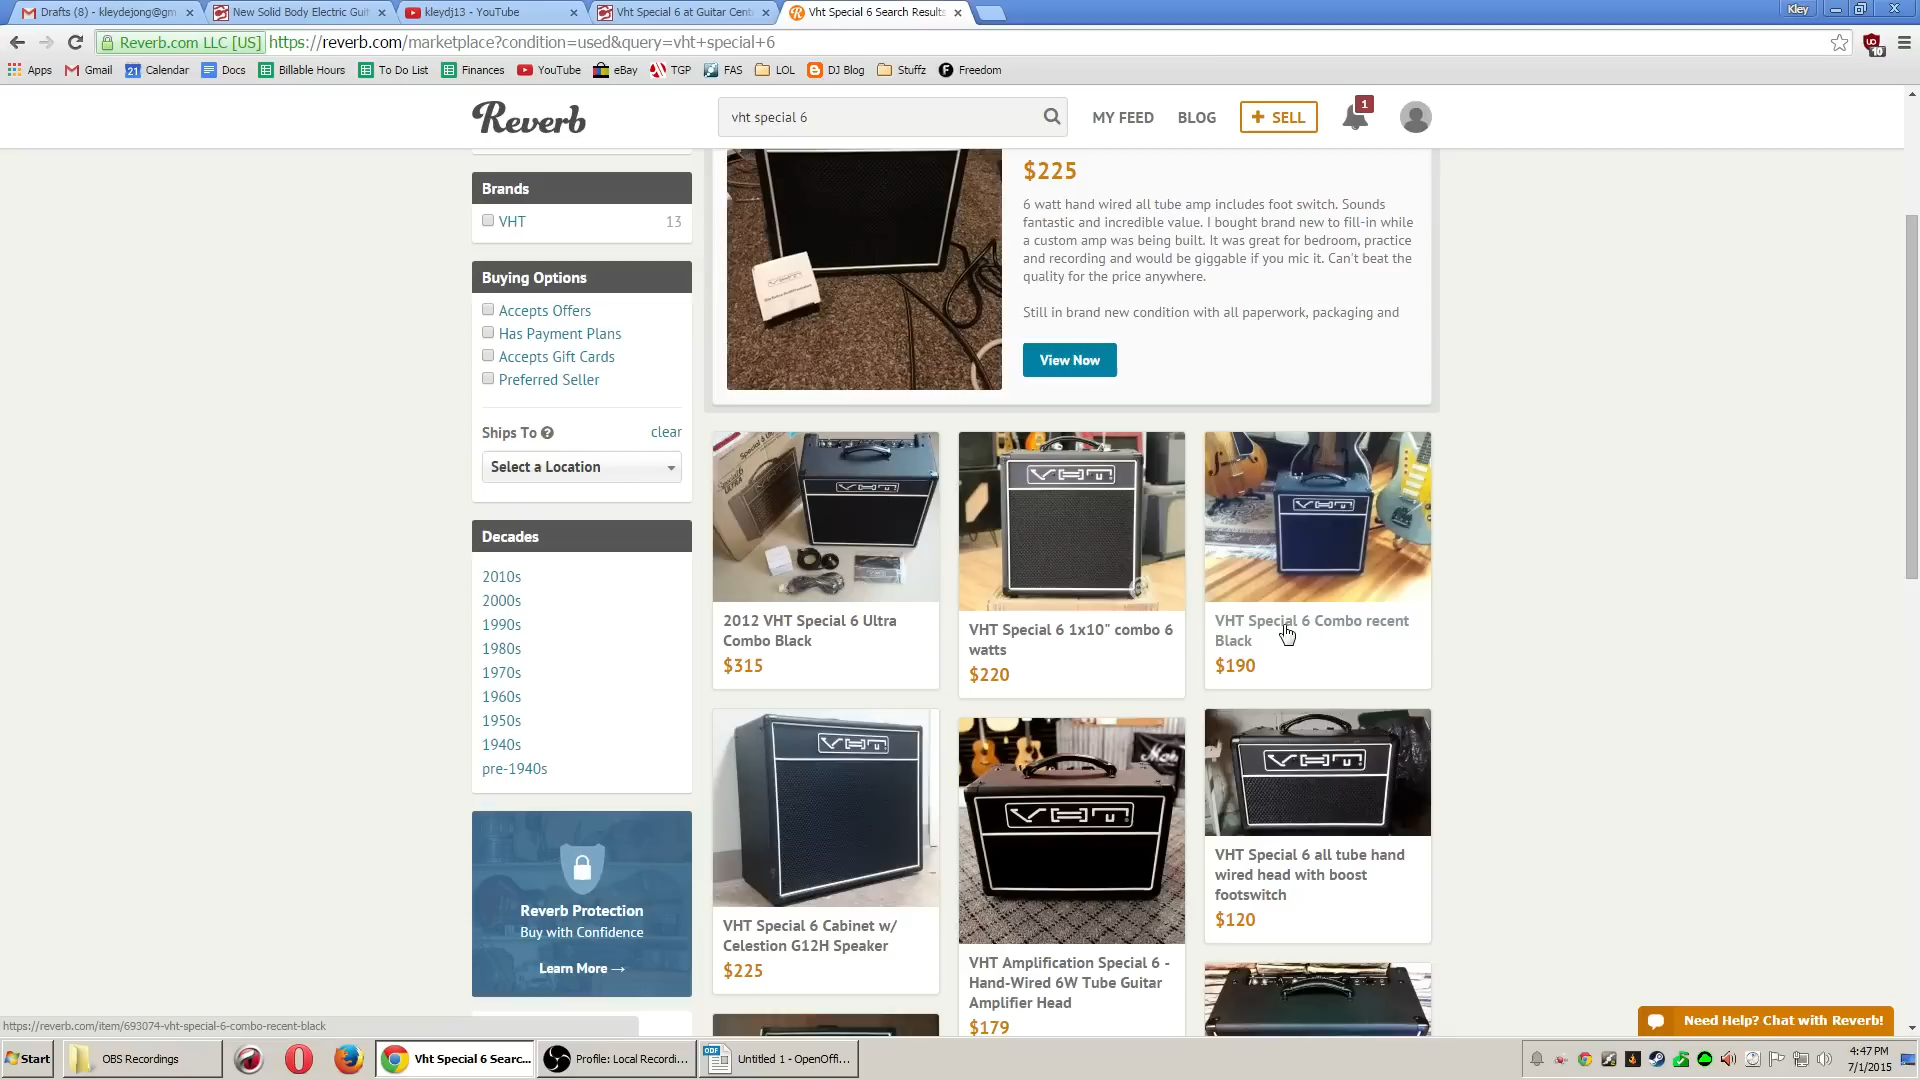 Drafts (8) - kleydejong@gm
New Solid Body Electric Guit
kleydj13 - YouTube
Vht Special 6 at Guitar Cent
Vht Special 6 Search Results
Kley
Reverb.com LLC [US]
https://reverb.com/marketplace?condition=used&query=vht+special+6
10
Apps
Gmail
21
Calendar
Docs
Billable Hours
To Do List
Finances
YouTube
eBay
TGP
FAS
LOL
DJ Blog
Stuffz
Freedom
Reverb
vht special 6
MY FEED
BLOG
+ SELL
1
Brands
VHT 13
Buying Options
Accepts Offers
Has Payment Plans
Accepts Gift Cards
Preferred Seller
Ships To ?
clear
Select a Location
Decades
2010s
2000s
1990s
1980s
1970s
1960s
1950s
1940s
pre-1940s
Reverb Protection
Buy with Confidence
Learn More →
$225
6 watt hand wired all tube amp includes foot switch. Sounds
fantastic and incredible value. I bought brand new to fill-in while
a custom amp was being built. It was great for bedroom, practice
and recording and would be giggable if you mic it. Can't beat the
quality for the price anywhere.
Still in brand new condition with all paperwork, packaging and
View Now
VHT
2012 VHT Special 6 Ultra
Combo Black
$315
VHT
VHT Special 6 1x10" combo 6
watts
$220
VHT
VHT Special 6 Combo recent
Black
$190
VHT
VHT Special 6 Cabinet w/
Celestion G12H Speaker
$225
VHT
VHT Amplification Special 6 -
Hand-Wired 6W Tube Guitar
Amplifier Head
$179
VHT
VHT Special 6 all tube hand
wired head with boost
footswitch
$120
https://reverb.com/item/693074-vht-special-6-combo-recent-black
Need Help? Chat with Reverb!
Start
OBS Recordings
Vht Special 6 Searc...
Profile: Local Recordi...
Untitled 1 - OpenOffi...
4:47 PM
7/1/2015